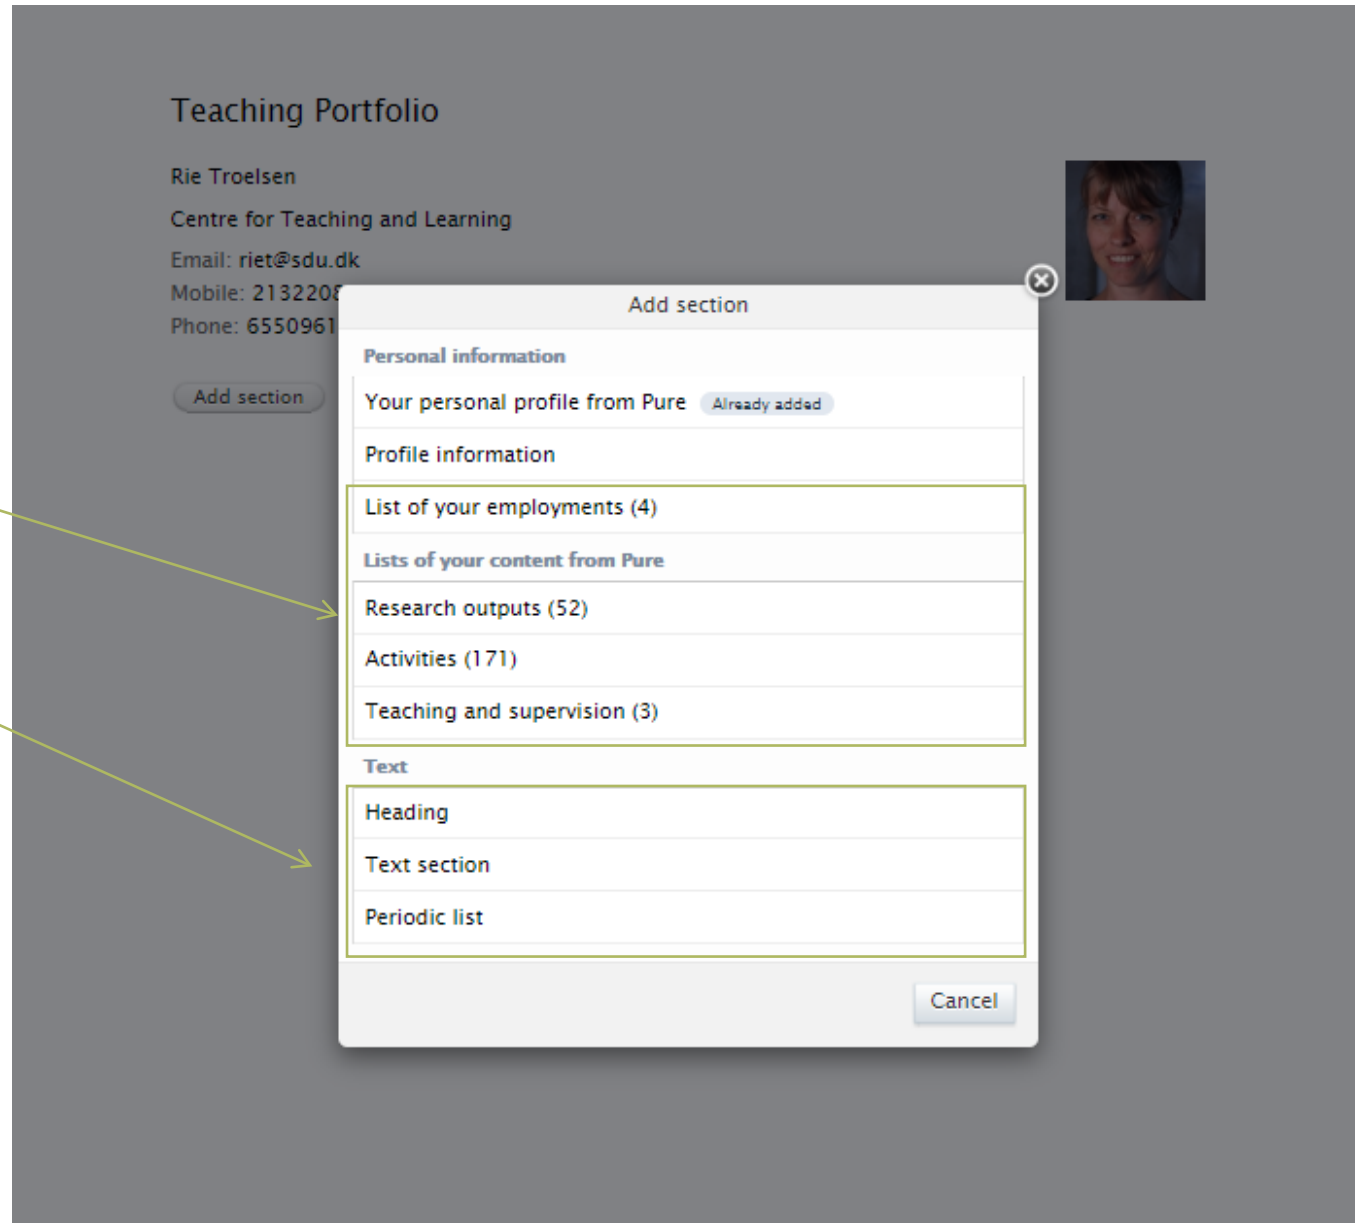 Teaching Portfolio
Rie Troelsen
Centre for Teaching and Learning
Email: riet@sdu.dk
Mobile: 2132208
Phone: 6550961
Add section
Add section
Personal information
Your personal profile from Pure Already added
Profile information
List of your employments (4)
Lists of your content from Pure
Research outputs (52)
Activities (171)
Teaching and supervision (3)
Text
Heading
Text section
Periodic list
Cancel